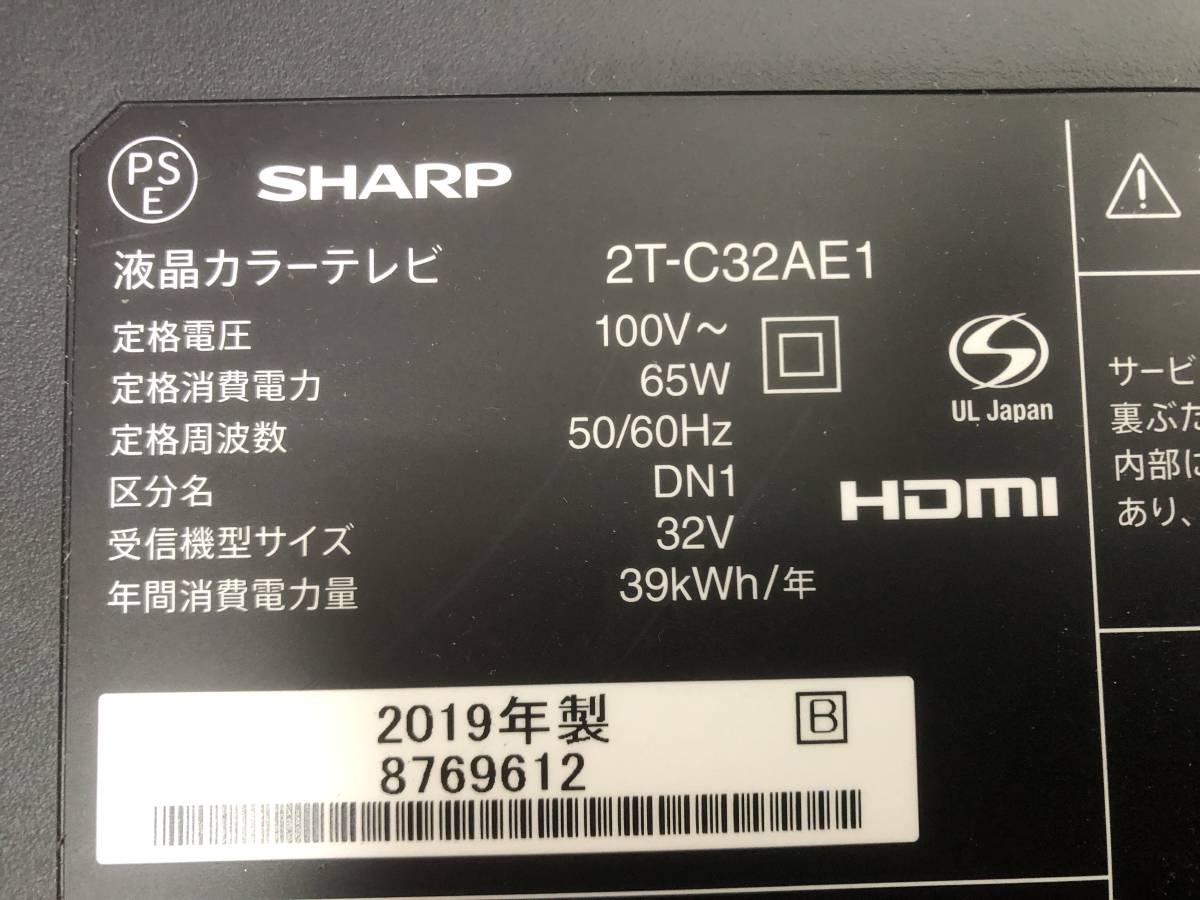 PS
E
SHARP
液晶カラーテレビ 2T-C32AE1
定格電圧 100V～
定格消費電力 65W
定格周波数 50/60Hz
区分名 DN1
受信機型サイズ 32V
年間消費電力量 39kWh/年
UL Japan
HDMI
2019年製 B
8769612
サービ
裏ぶた
内部に
あり、